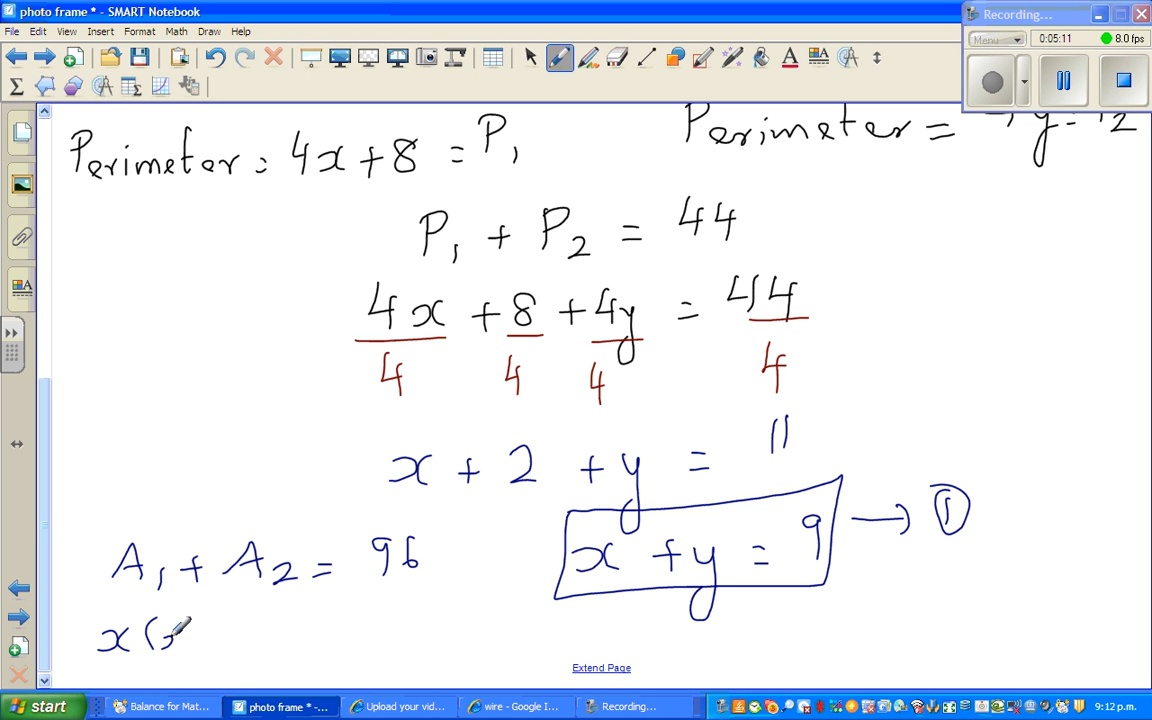 photo frame * - SMART Notebook
File Edit View Insert Format Math Draw Help
Recording...
Menu 0:05:11 8.0 fps
Perimeter = 4x + 8 = P₁
Perimeter = y = 12
P₁ + P₂ = 44
4x + 8 + 4y = 44
4 4 4 4
x + 2 + y = 11
x + y = 9 → ①
A₁ + A₂ = 96
x (
Extend Page
start Balance for Mat... photo frame * -... Upload your vid... wire - Google I... Recording... 9:12 p.m.